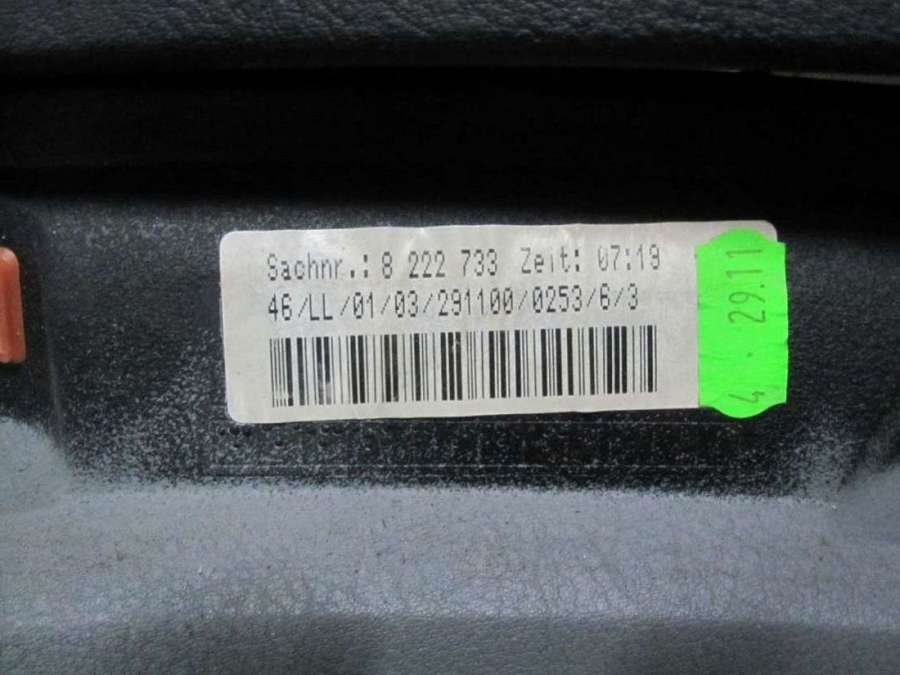 Sachnr.: 8 222 733 Zeit: 07:19
46/LL/01/03/291100/0253/6/3
4 . 29.11